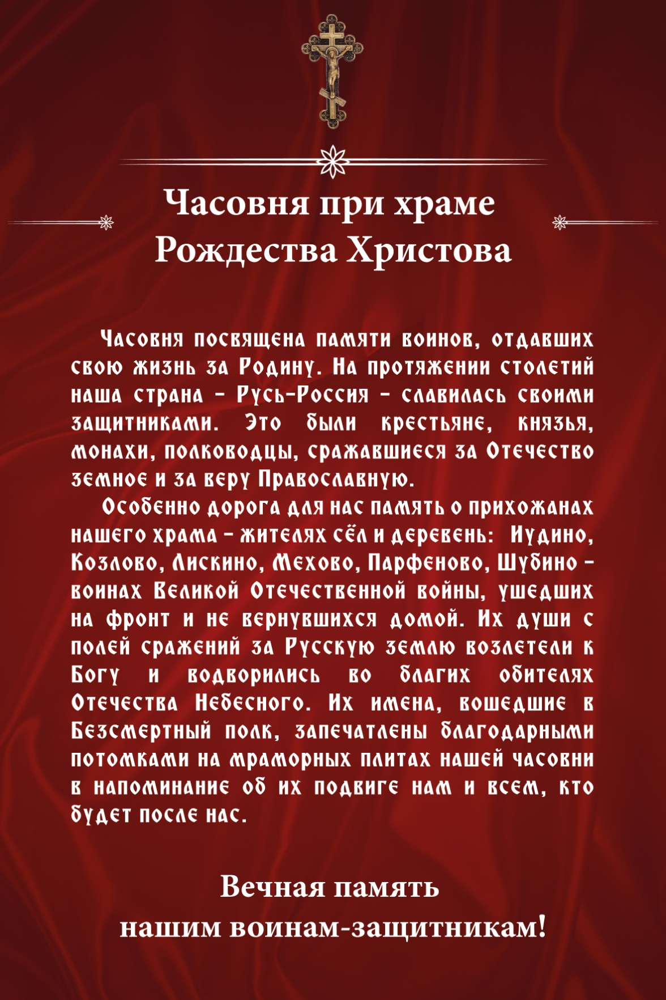 Часовня при храме
Рождества Христова
Часовня посвящена памяти воинов, отдавших
свою жизнь за Родину. На протяжении столетий
наша страна – Русь-Россия – славилась своими
защитниками. Это были крестьяне, князья,
монахи, полководцы, сражавшиеся за Отечество
земное и за веру Православную.
Особенно дорога для нас память о прихожанах
нашего храма – жителях сёл и деревень: Иудино,
Козлово, Лискино, Мехово, Парфеново, Шубино –
воинах Великой Отечественной войны, ушедших
на фронт и не вернувшихся домой. Их души с
полей сражений за Русскую землю возлетели к
Богу и водворились во благих обителях
Отечества Небесного. Их имена, вошедшие в
Безсмертный полк, запечатлены благодарными
потомками на мраморных плитах нашей часовни
в напоминание об их подвиге нам и всем, кто
будет после нас.
Вечная память
нашим воинам-защитникам!